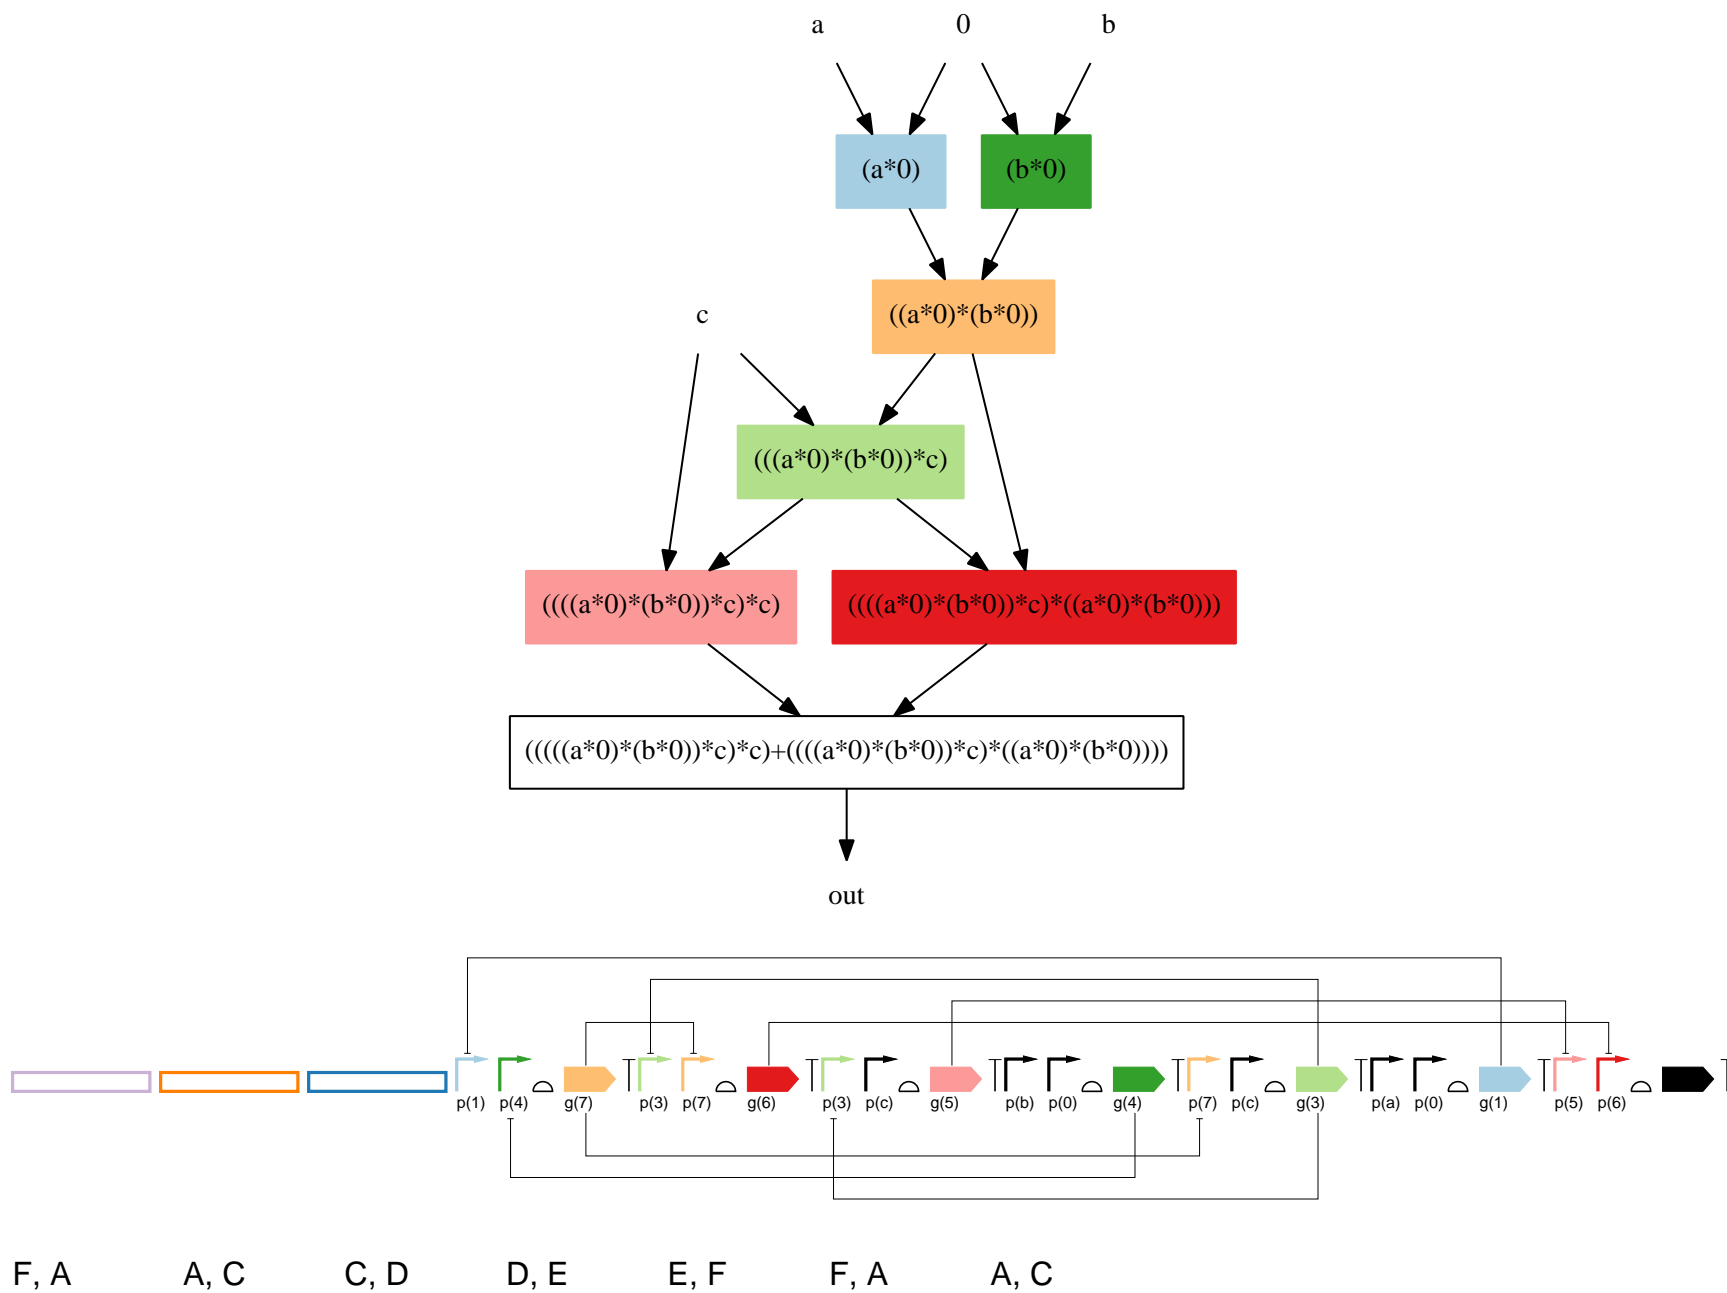 a 0 b
(a*0) (b*0)
((a*0)*(b*0))
c
(((a*0)*(b*0))*c)
((((a*0)*(b*0))*c)*c) ((((a*0)*(b*0))*c)*((a*0)*(b*0)))
(((((a*0)*(b*0))*c)*c)+((((a*0)*(b*0))*c)*((a*0)*(b*0))))
out
p(1) p(4) g(7) p(3) p(7) g(6) p(3) p(c) g(5) p(b) p(0) g(4) p(7) p(c) g(3) p(a) p(0) g(1) p(5) p(6)
F, A A, C C, D D, E E, F F, A A, C